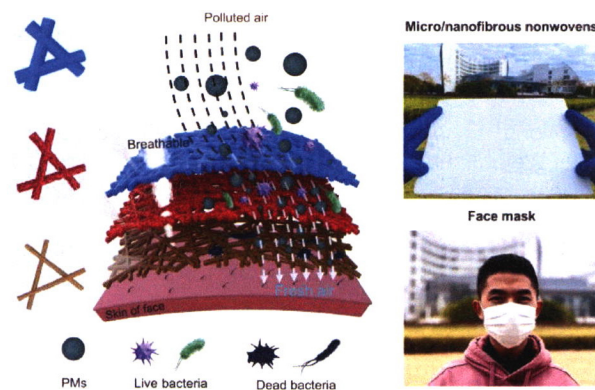 Polluted air
Breathable
Fresh air
Skin of face
PMs
Live bacteria
Dead bacteria
Micro/nanofibrous nonwovens
Face mask